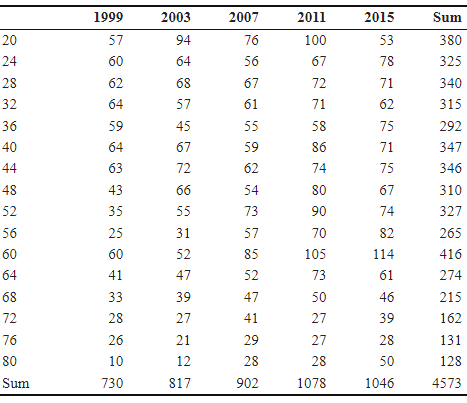 1999 2003 2007 2011 2015 Sum
20 57 94 76 100 53 380
24 60 64 56 67 78 325
28 62 68 67 72 71 340
32 64 57 61 71 62 315
36 59 45 55 58 75 292
40 64 67 59 86 71 347
44 63 72 62 74 75 346
48 43 66 54 80 67 310
52 35 55 73 90 74 327
56 25 31 57 70 82 265
60 60 52 85 105 114 416
64 41 47 52 73 61 274
68 33 39 47 50 46 215
72 28 27 41 27 39 162
76 26 21 29 27 28 131
80 10 12 28 28 50 128
Sum 730 817 902 1078 1046 4573